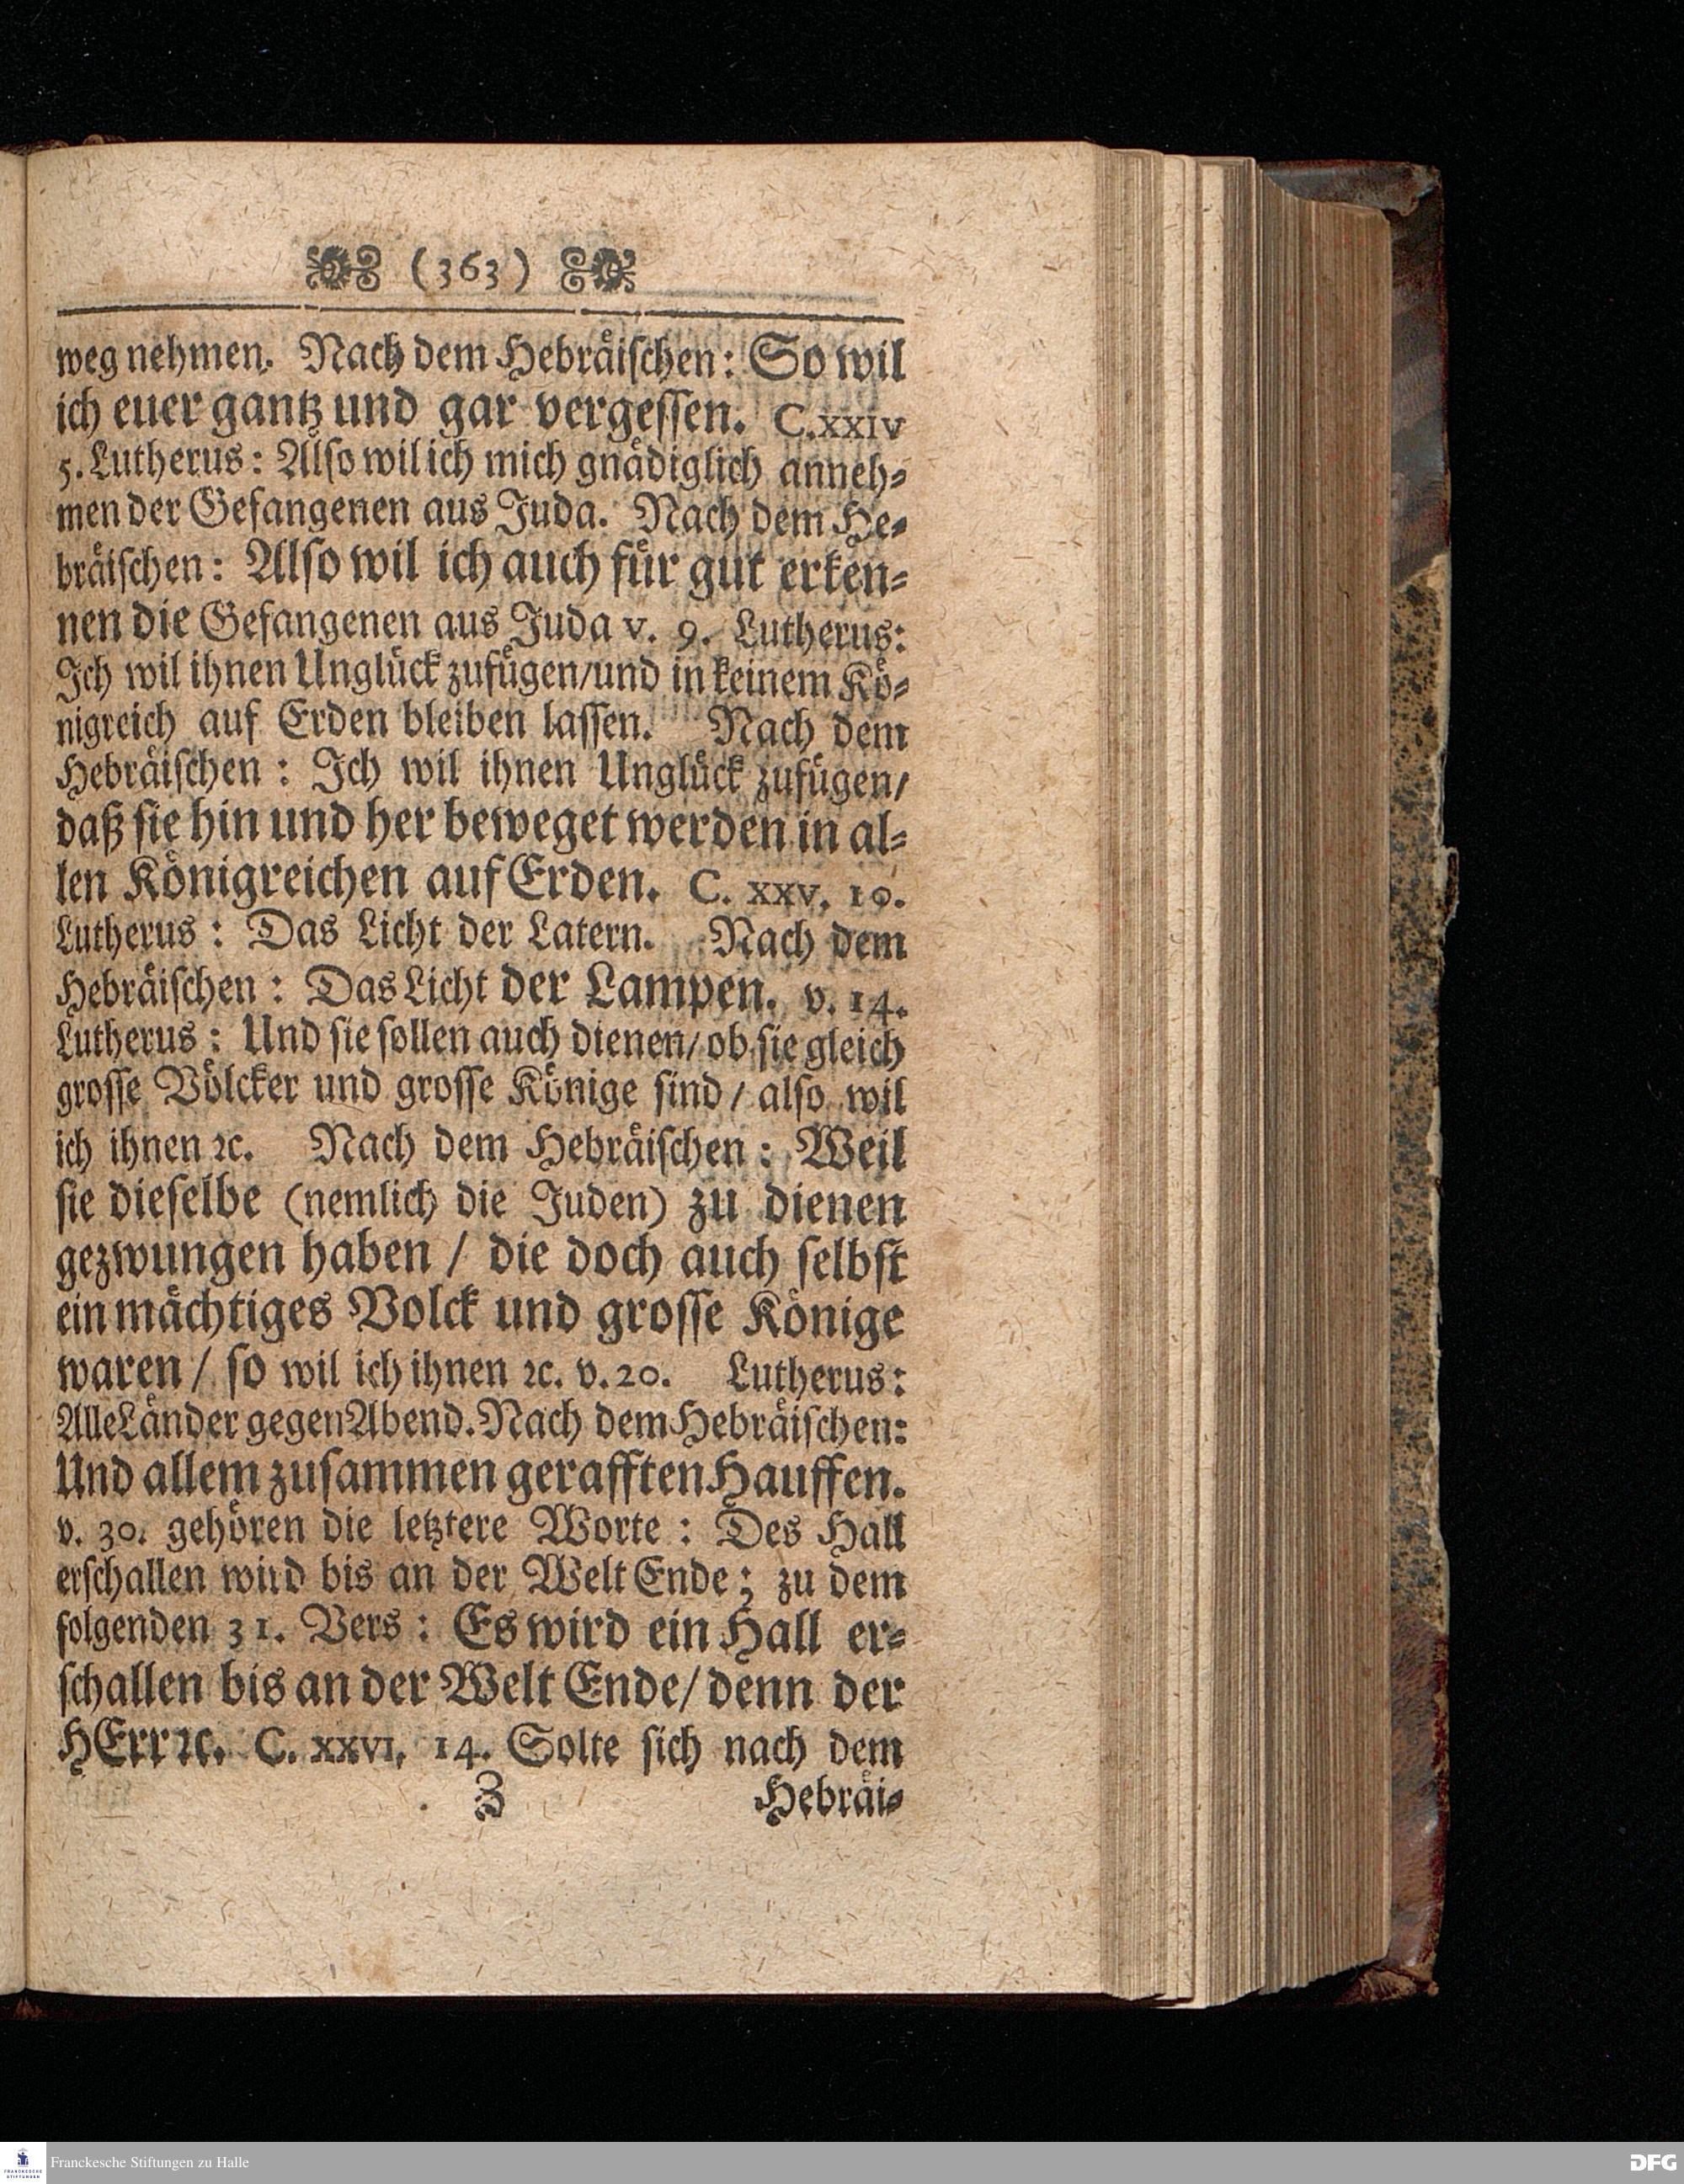 (363)
weg nehmen. Nach dem Hebräischen: So wil
ich euer gantz und gar vergessen. C.XXIV
5. Lutherus: Also wil ich mich gnädiglich anneh-
men der Gefangenen aus Juda. Nach dem He-
bräischen: Also wil ich auch für gut erken-
nen die Gefangenen aus Juda v. 9. Lutherus:
Ich wil ihnen Unglück zufügen/und in keinem Kö-
nigreich auf Erden bleiben lassen. Nach dem
Hebräischen: Ich wil ihnen Unglück zufügen/
daß sie hin und her beweget werden in al-
len Königreichen auf Erden. C. XXV. 10.
Lutherus: Das Licht der Latern. Nach dem
Hebräischen: Das Licht der Lampen. v. 14.
Lutherus: Und sie sollen auch dienen/ ob sie gleich
grosse Völcker und grosse Könige sind / also wil
ich ihnen ꝛc. Nach dem Hebräischen: Weil
sie dieselbe (nemlich die Juden) zu dienen
gezwungen haben / die doch auch selbst
ein mächtiges Volck und grosse Könige
waren / so wil ich ihnen ꝛc. v. 20. Lutherus:
Alle Länder gegen Abend. Nach dem Hebräischen:
Und allem zusammen gerafften Hauffen.
v. 30. gehören die letztere Worte: Des Hall
erschallen wird bis an der Welt Ende; zu dem
folgenden 31. Vers: Es wird ein Hall er-
schallen bis an der Welt Ende/ denn der
HErr ꝛc. C. XXVI, 14. Solte sich nach dem
Z Hebräi-
FRANCKESCHE STIFTUNGEN
Franckesche Stiftungen zu Halle
DFG